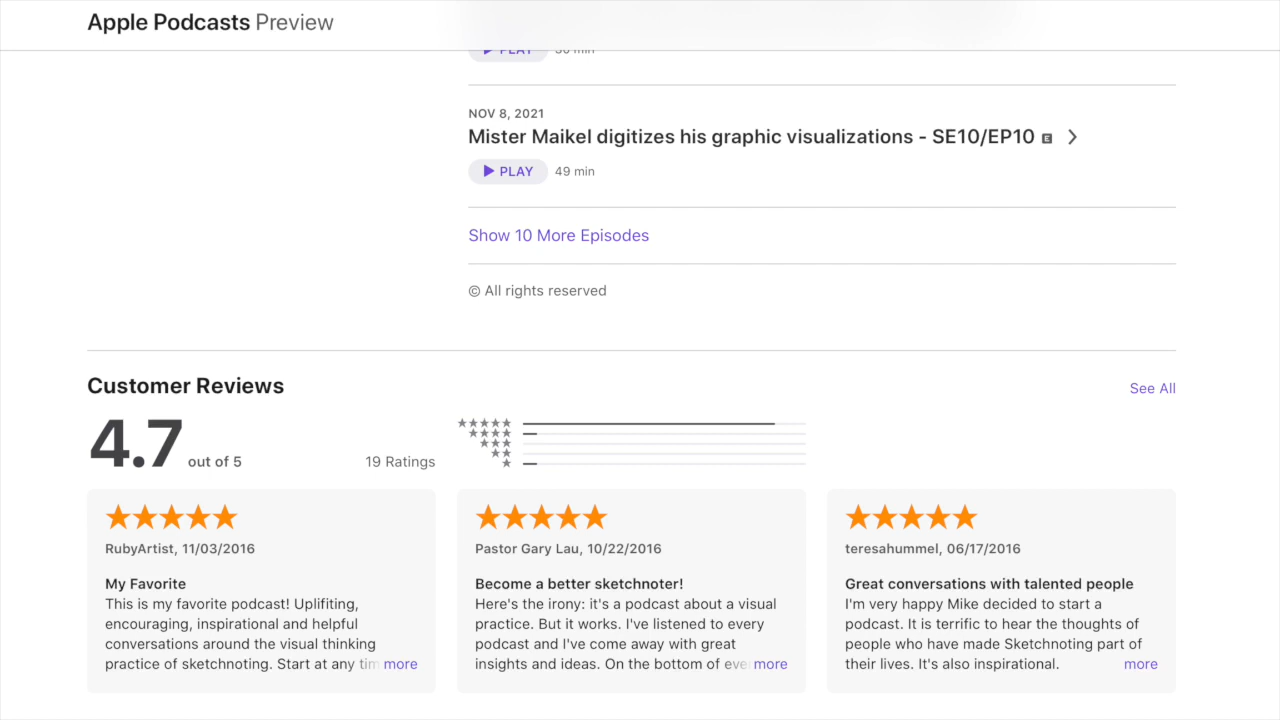 Apple Podcasts Preview
PLAY 30 min
NOV 8, 2021
Mister Maikel digitizes his graphic visualizations - SE10/EP10 E
PLAY 49 min
Show 10 More Episodes
© All rights reserved
Customer Reviews
See All
4.7 out of 5
19 Ratings
RubyArtist, 11/03/2016
My Favorite
This is my favorite podcast! Uplifiting,
encouraging, inspirational and helpful
conversations around the visual thinking
practice of sketchnoting. Start at any tim more
Pastor Gary Lau, 10/22/2016
Become a better sketchnoter!
Here's the irony: it's a podcast about a visual
practice. But it works. I've listened to every
podcast and I've come away with great
insights and ideas. On the bottom of eve more
teresahummel, 06/17/2016
Great conversations with talented people
I'm very happy Mike decided to start a
podcast. It is terrific to hear the thoughts of
people who have made Sketchnoting part of
their lives. It's also inspirational. more